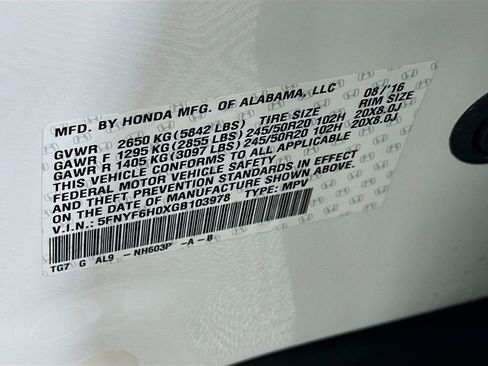 MFD. BY HONDA MFG. OF ALABAMA, LLC 08/'16
TIRE SIZE RIM SIZE
GVWR 2650 KG (5842 LBS)
GAWR F 1295 KG (2855 LBS) 245/50R20 102H 20X8.0J
GAWR R 1405 KG (3097 LBS) 245/50R20 102H 20X8.0J
THIS VEHICLE CONFORMS TO ALL APPLICABLE
FEDERAL MOTOR VEHICLE SAFETY
AND THEFT PREVENTION STANDARDS IN EFFECT
ON THE DATE OF MANUFACTURE SHOWN ABOVE.
V.I.N.: 5FNYF6H0XGB103978 TYPE: MPV
TG7 G AL9 -NH603P -A-B